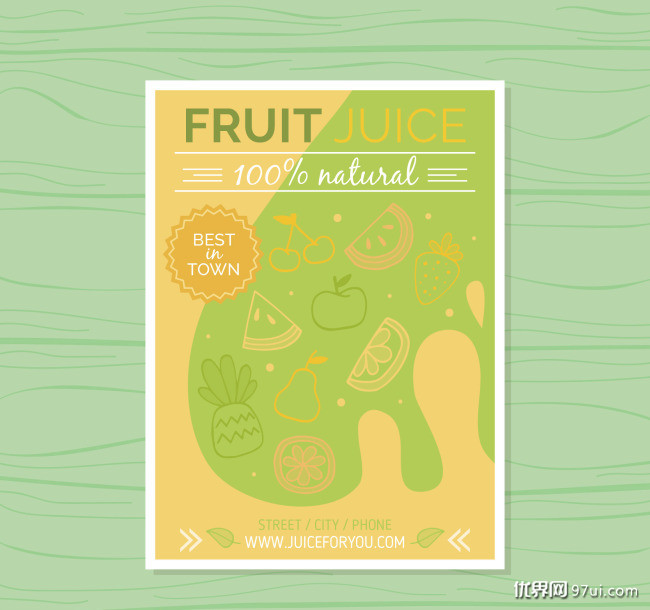 FRUIT JUICE
100% natural
BEST
in
TOWN
STREET / CITY / PHONE
WWW.JUICEFORYOU.COM
优界网 97ui.com